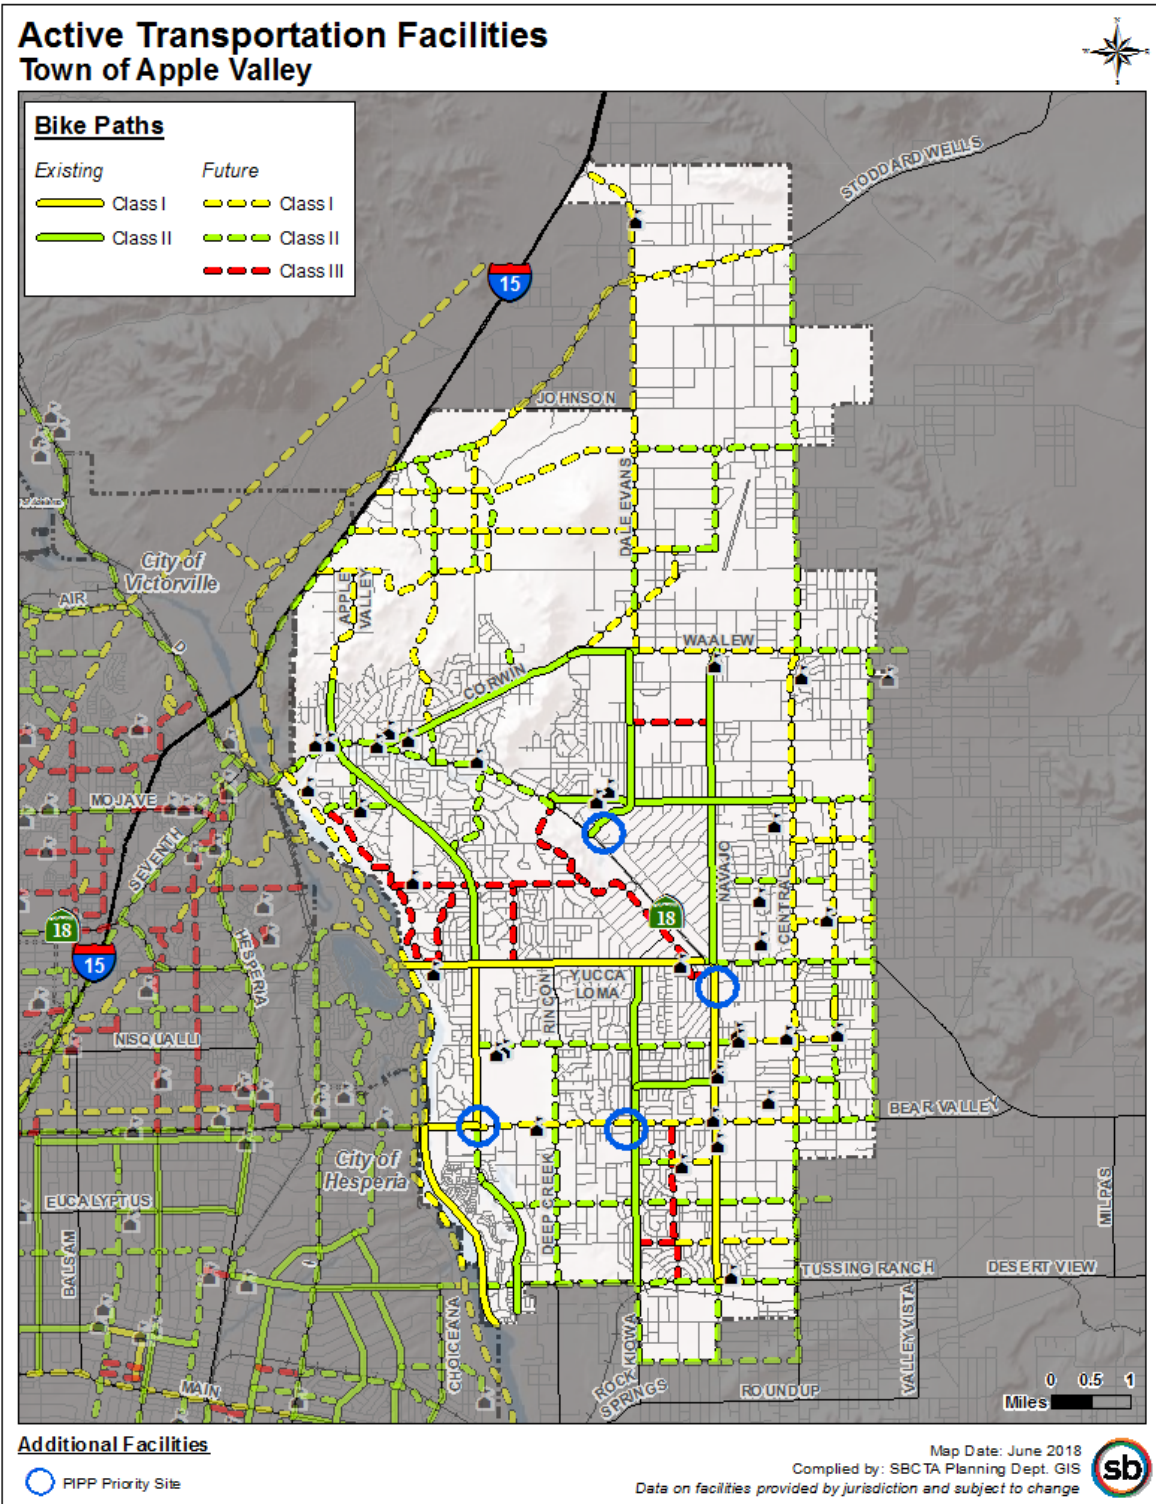 Active Transportation Facilities
Town of Apple Valley
Bike Paths
Existing
Future
Class I
Class I
Class II
Class II
Class III
STODDARD WELLS
15
JOHNSON
DALE EVANS
City of
Victorville
AIR
APPLE
VALLEY
D
WAALEW
CORWIN
MOJAVE
SEVENTH
NAVAJO
CENTRAL
18
18
15
HESPERIA
YUCCA
LOMA
RINCON
NISQUALLI
BEAR VALLEY
City of
Hesperia
EUCALYPTUS
DEEP CREEK
MILPAS
BALSAM
TUSSING RANCH
DESERT VIEW
CHOICEANA
KIOWA
VALLEY VISTA
ROCK
SPRINGS
ROUNDUP
MAIN
0 0.5 1
Miles
Additional Facilities
PIPP Priority Site
Map Date: June 2018
Complied by: SBCTA Planning Dept. GIS
Data on facilities provided by jurisdiction and subject to change
sb